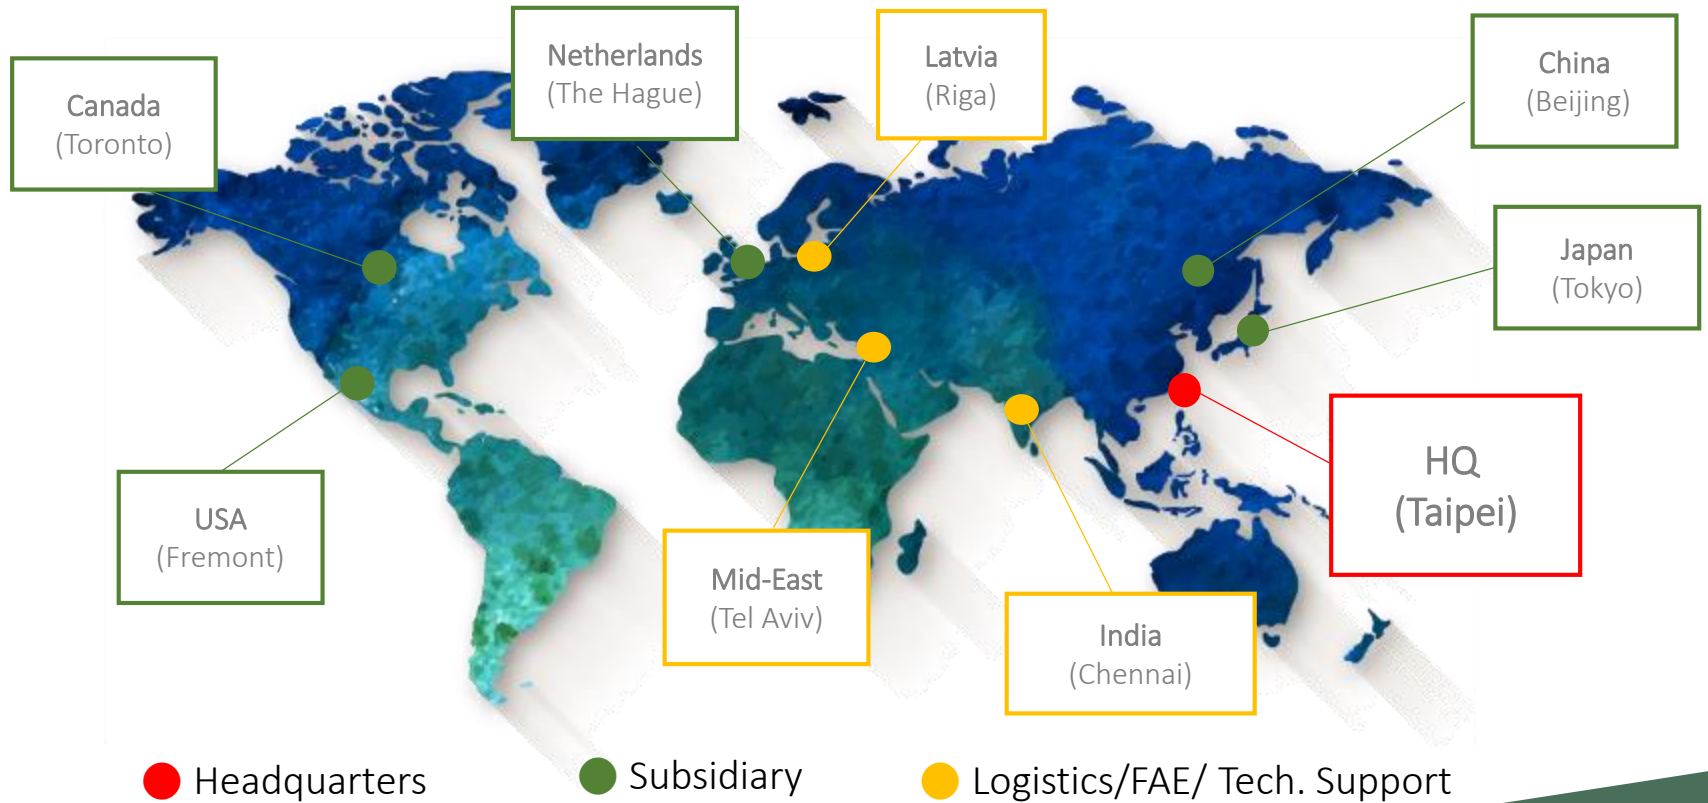 Netherlands
(The Hague)
Latvia
(Riga)
China
(Beijing)
Canada
(Toronto)
Japan
(Tokyo)
HQ
(Taipei)
USA
(Fremont)
Mid-East
(Tel Aviv)
India
(Chennai)
Headquarters
Subsidiary
Logistics/FAE/ Tech. Support